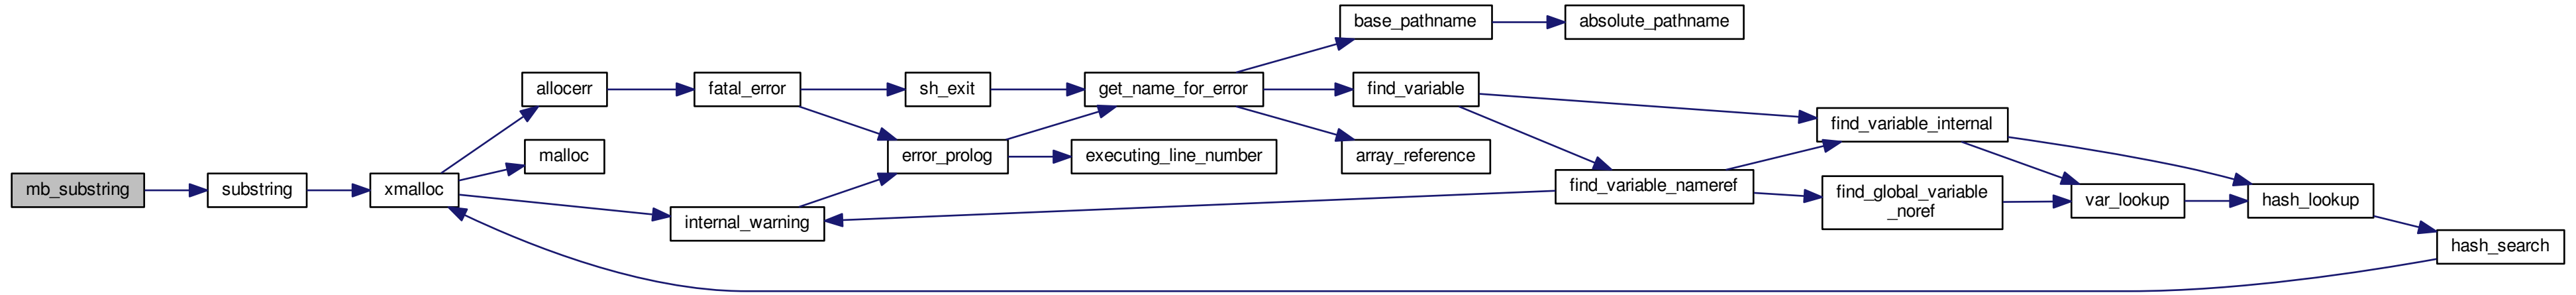 base_pathname
absolute_pathname
allocerr
fatal_error
sh_exit
get_name_for_error
find_variable
find_variable_internal
malloc
error_prolog
executing_line_number
array_reference
mb_substring
substring
xmalloc
find_variable_nameref
find_global_variable
_noref
var_lookup
hash_lookup
internal_warning
hash_search